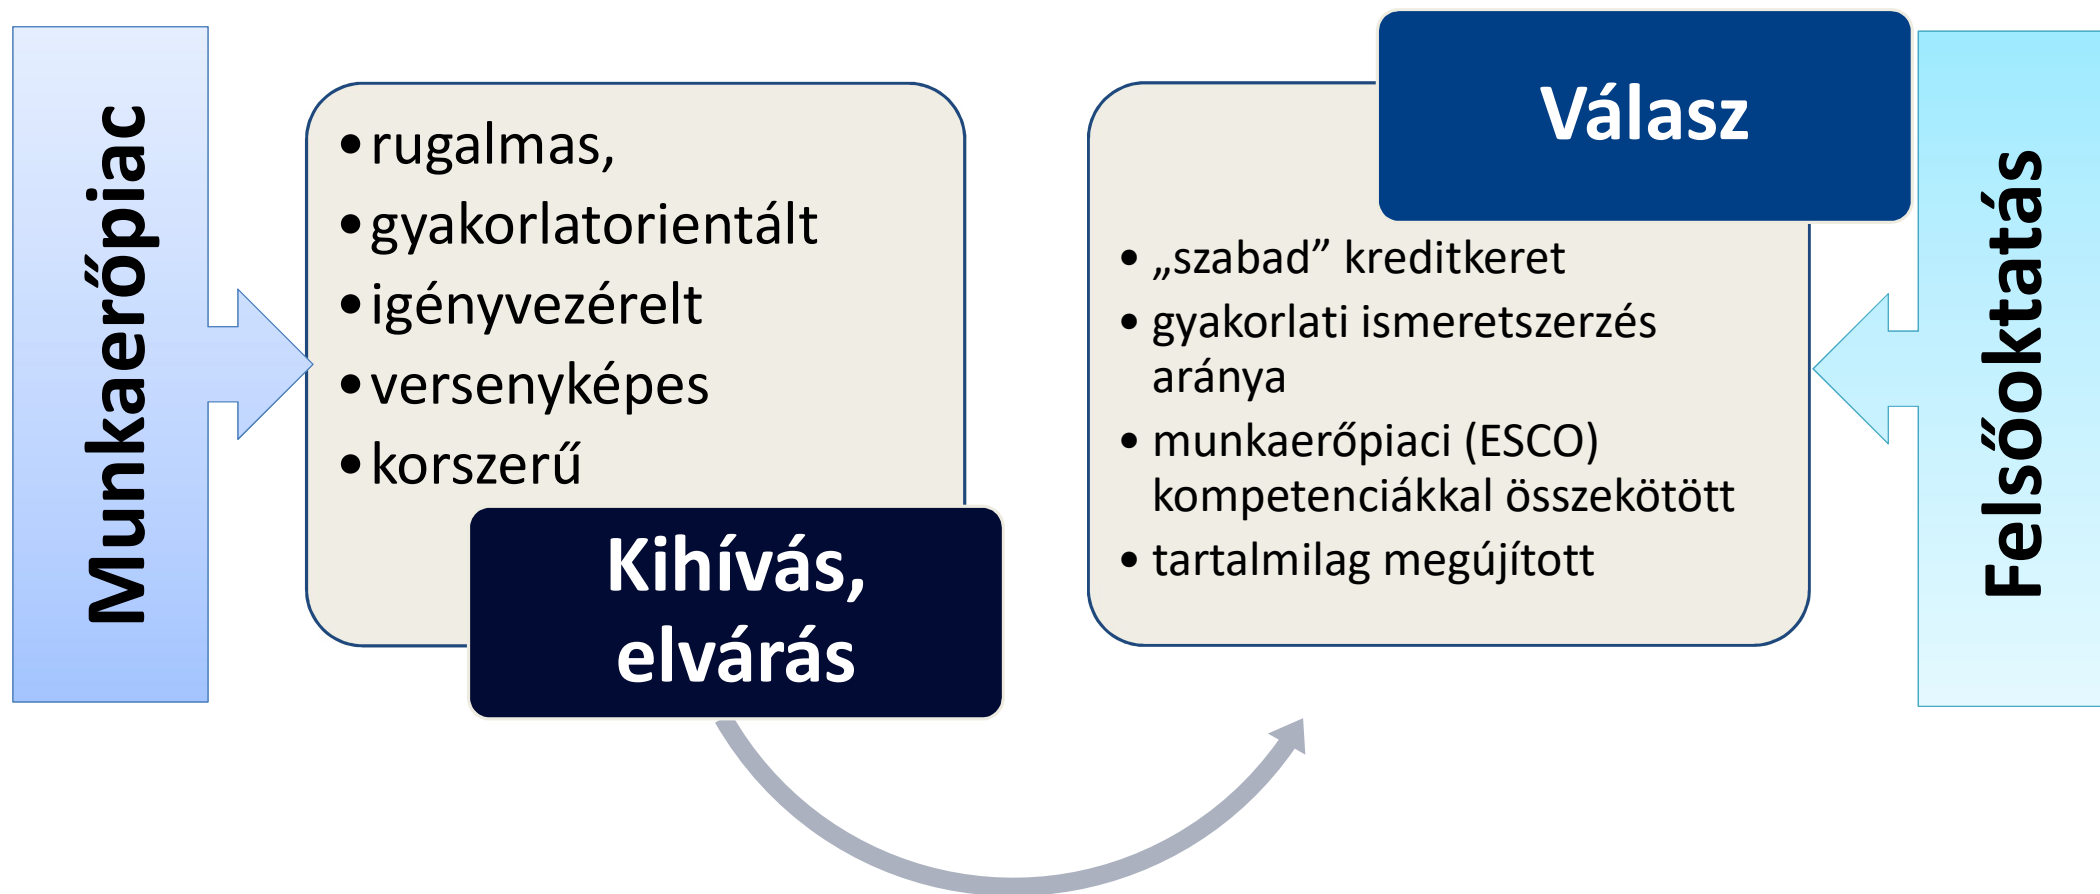 Munkaerőpiac
• rugalmas,
• gyakorlatorientált
• igényvezérelt
• versenyképes
• korszerű
Kihívás,
elvárás
Válasz
• „szabad” kreditkeret
• gyakorlati ismeretszerzés
aránya
• munkaerőpiaci (ESCO)
kompetenciákkal összekötött
• tartalmilag megújított
Felsőoktatás